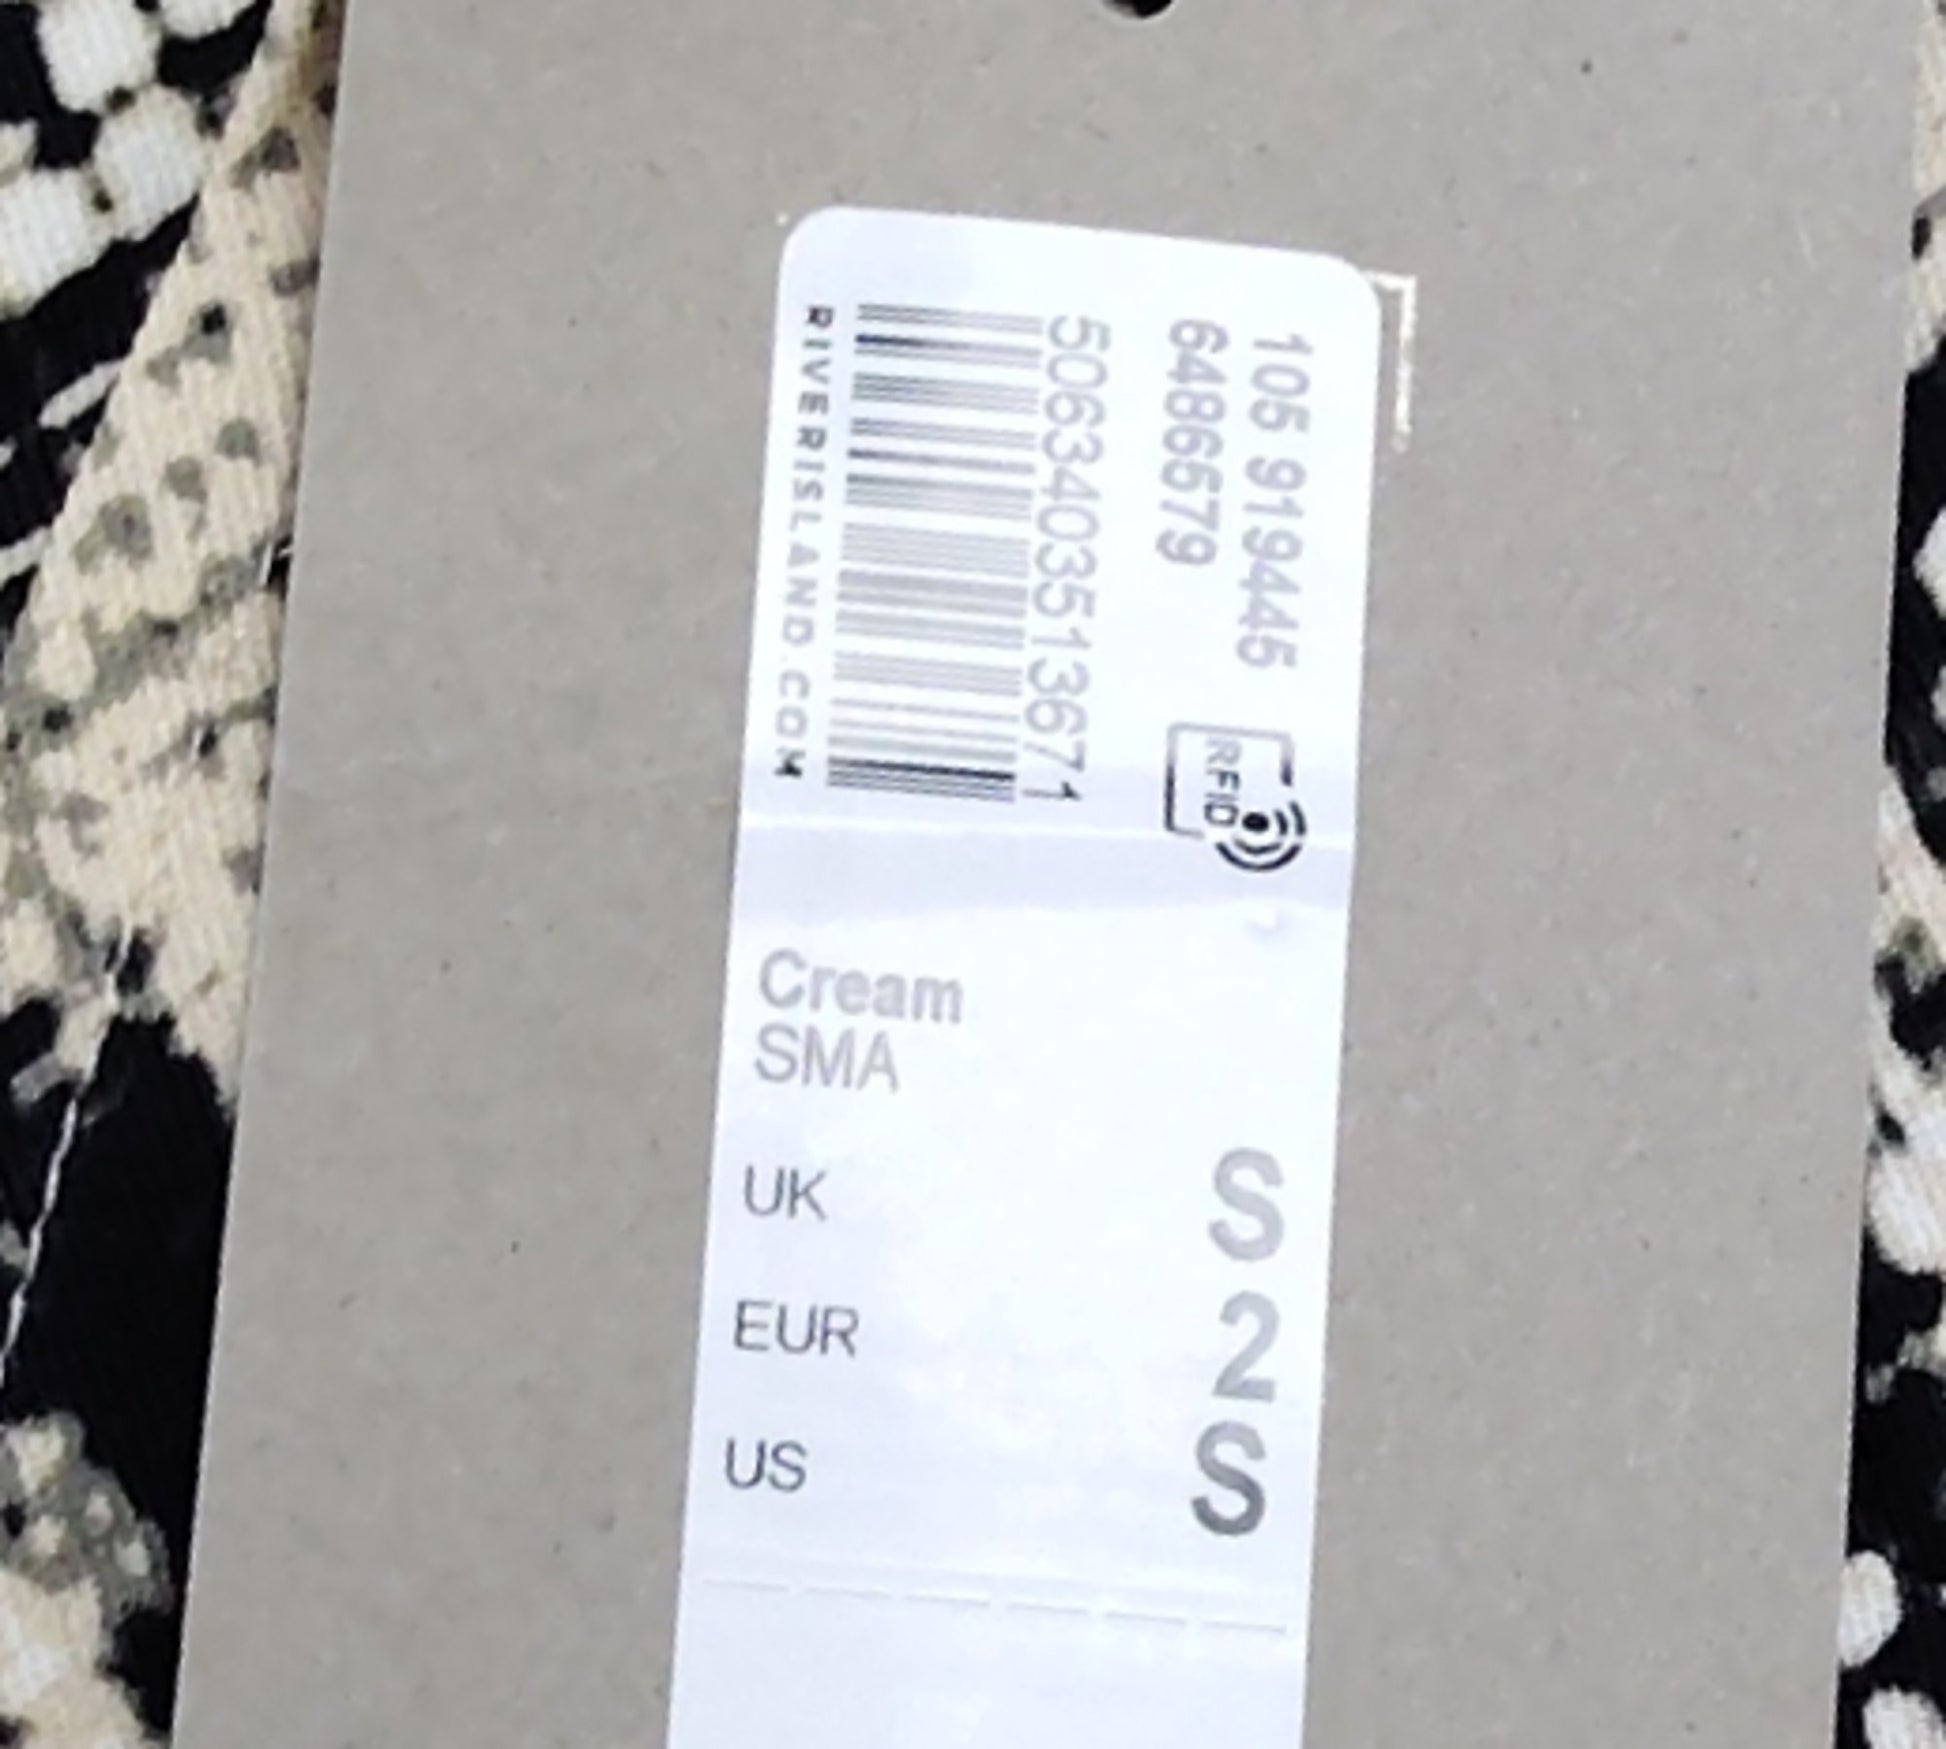 105 919445
6486579
RFID
5063403513671
RIVERISLAND.COM
Cream
SMA
UK S
EUR 2
US S